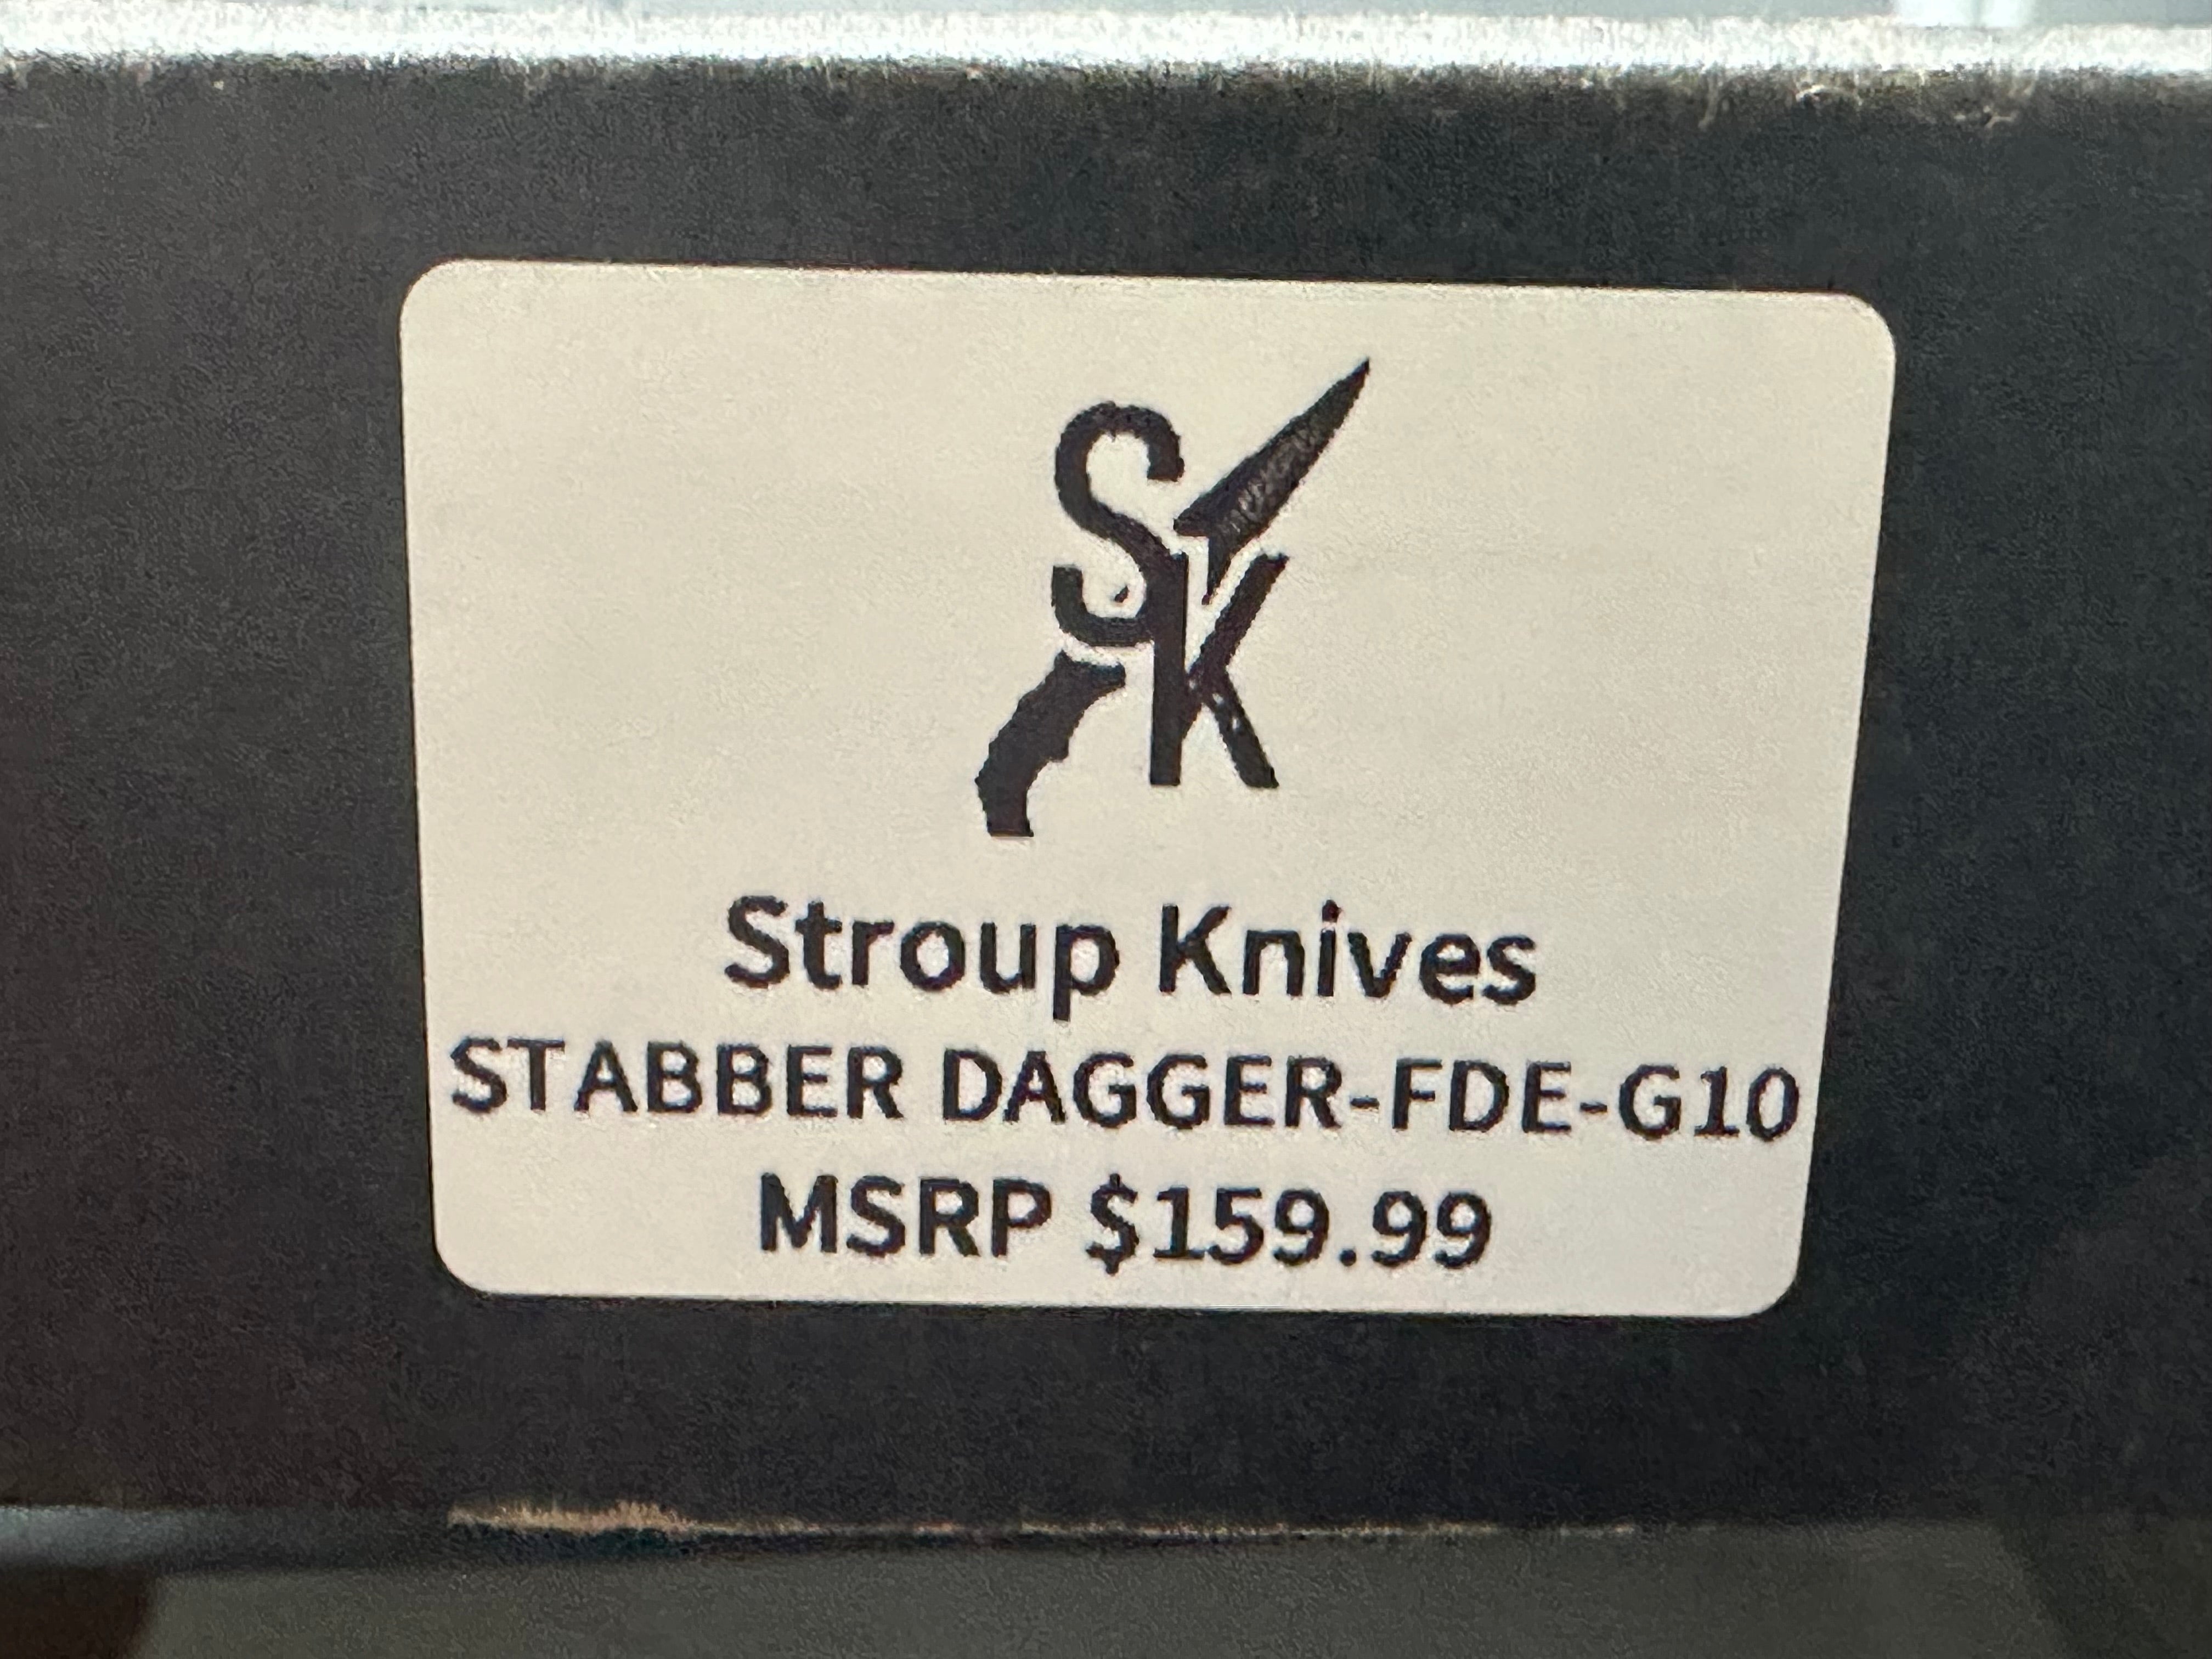 SK
Stroup Knives
STABBER DAGGER-FDE-G10
MSRP $159.99